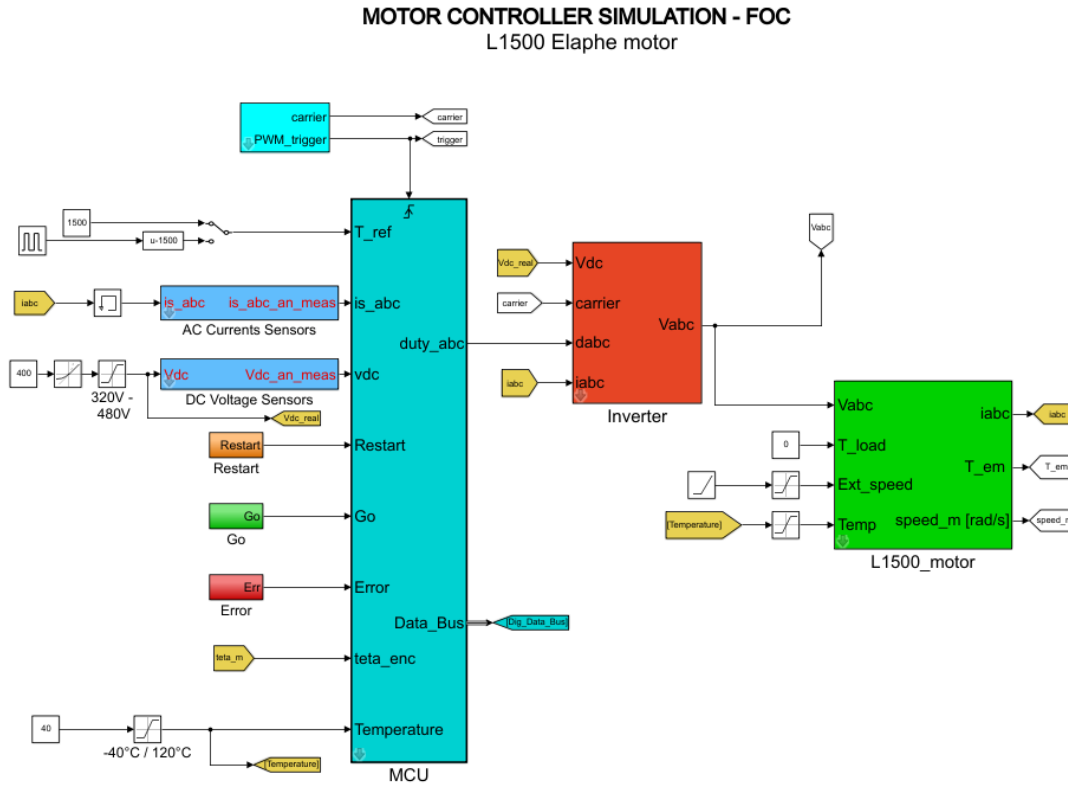 MOTOR CONTROLLER SIMULATION - FOC
L1500 Elaphe motor
carrier
carrier
PWM_trigger
trigger
1500
u-1500
T_ref
iabc
is_abc
is_abc_an_meas
is_abc
AC Currents Sensors
400
320V -
480V
Vdc
Vdc_an_meas
vdc
DC Voltage Sensors
Vdc_real
Restart
Restart
Restart
Go
Go
Go
Err
Error
Error
teta_m
teta_enc
40
-40°C / 120°C
Temperature
[Temperature]
duty_abc
Data_Bus
[Dig_Data_Bus]
MCU
Vdc_real
Vdc
carrier
carrier
dabc
iabc
iabc
Vabc
Inverter
Vabc
Vabc
0
T_load
Ext_speed
[Temperature]
Temp
iabc
iabc
T_em
T_em
speed_m [rad/s]
L1500_motor